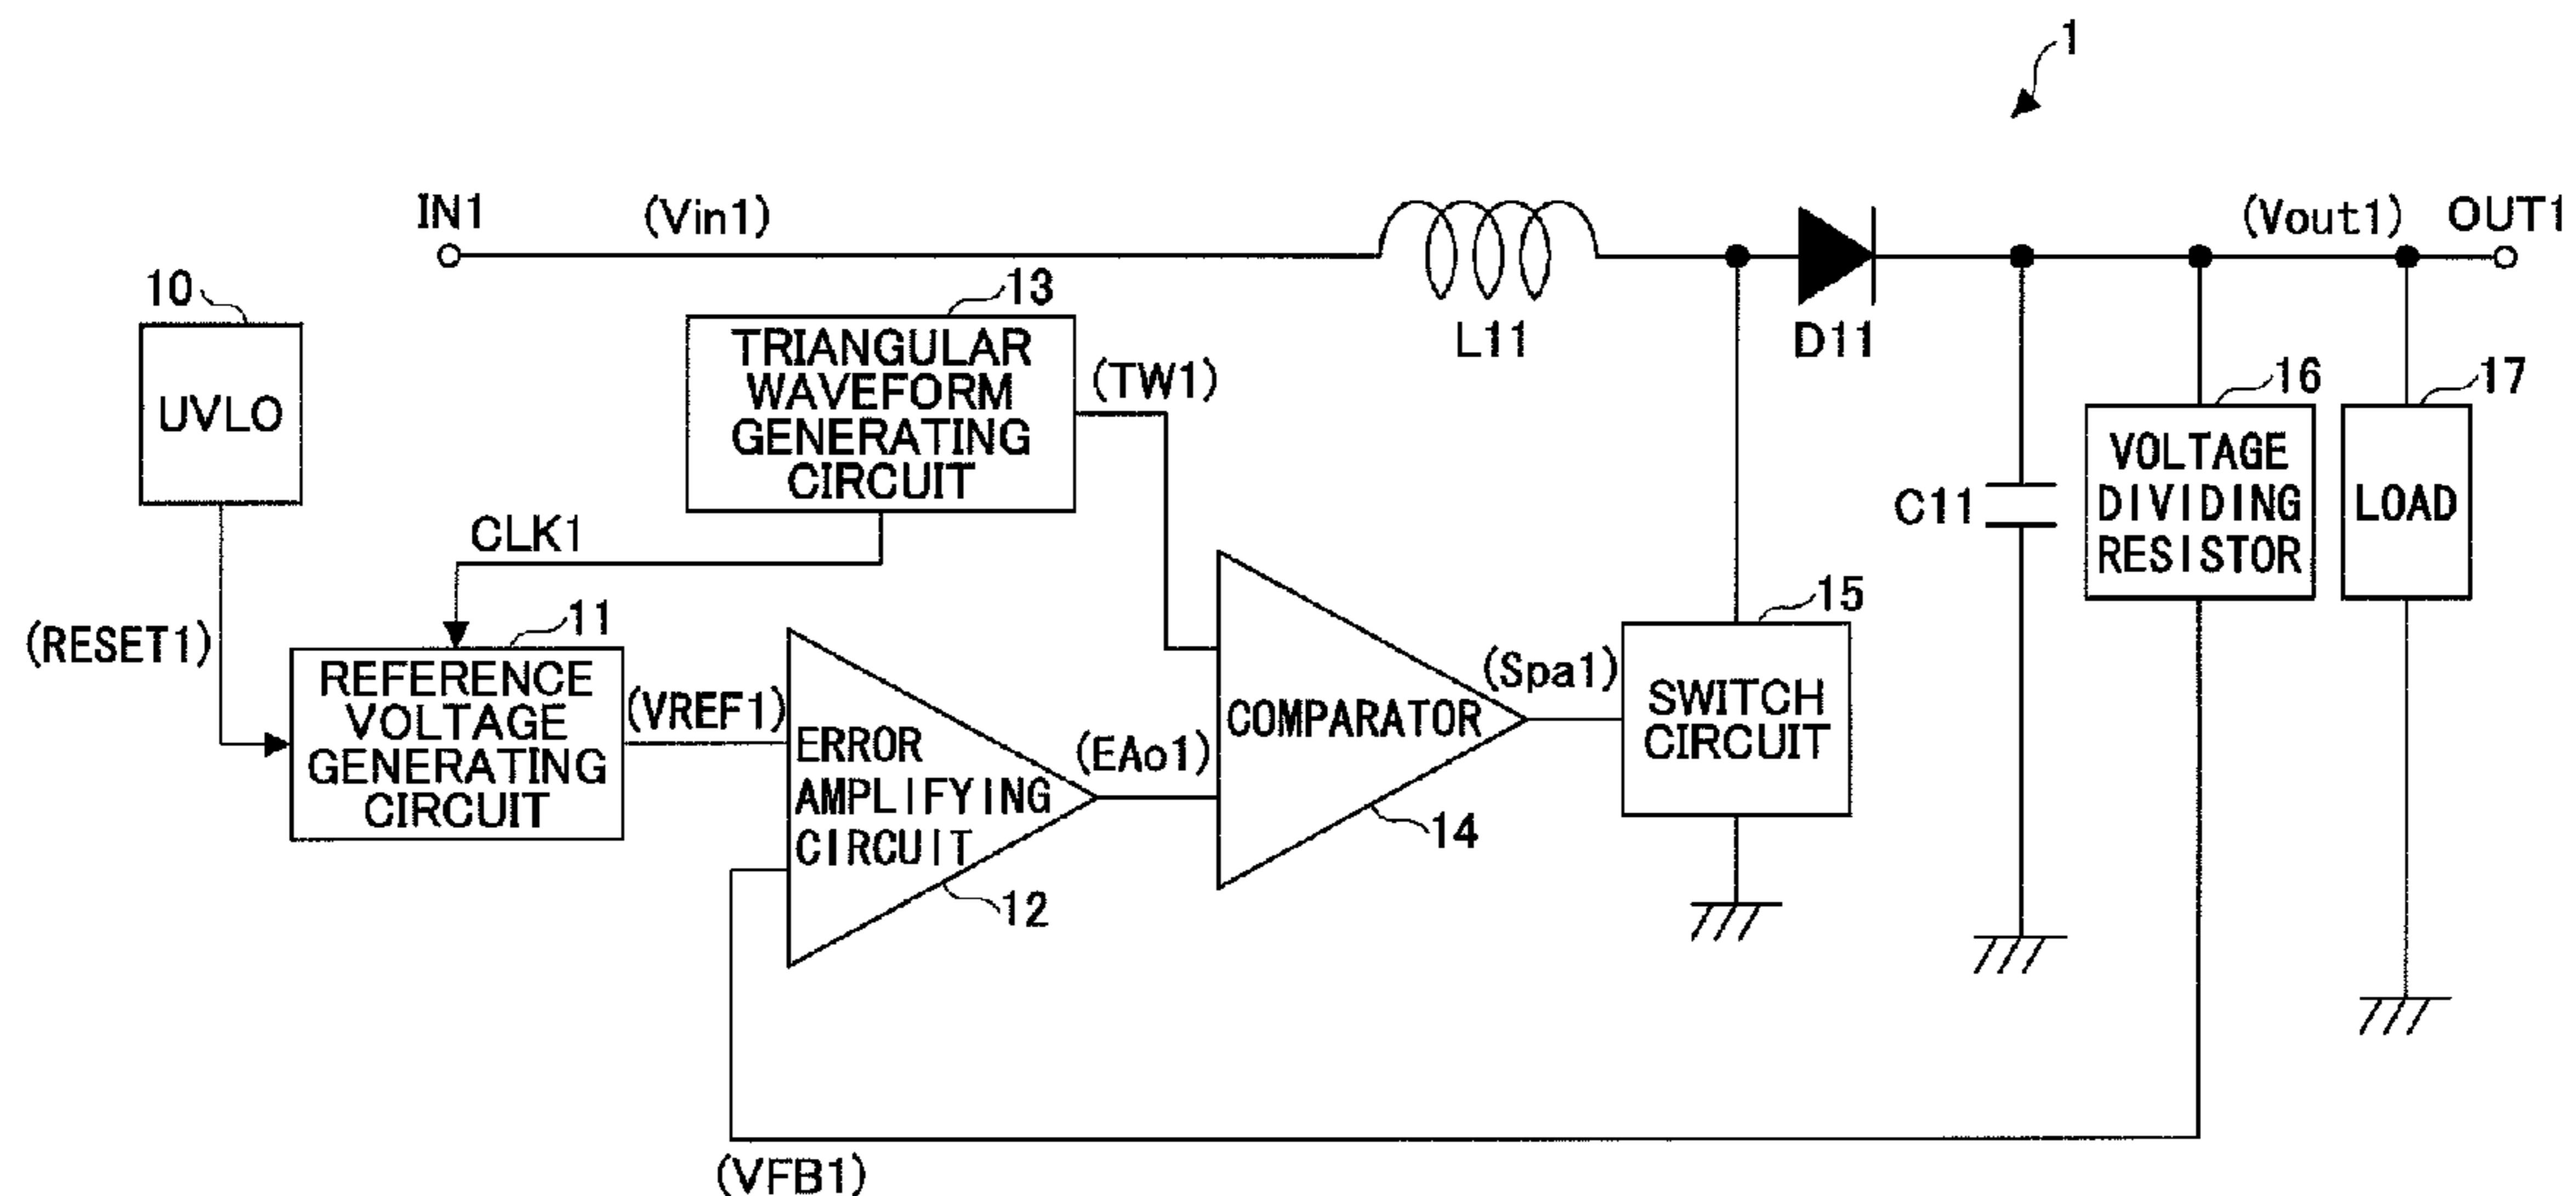 1
IN1
(Vin1)
(Vout1)
OUT1
10
13
L11
D11
UVLO
TRIANGULAR
WAVEFORM
GENERATING
CIRCUIT
(TW1)
16
17
VOLTAGE
DIVIDING
RESISTOR
LOAD
C11
CLK1
(RESET1)
11
15
REFERENCE
VOLTAGE
GENERATING
CIRCUIT
(VREF1)
ERROR
AMPLIFYING
CIRCUIT
(EAo1)
COMPARATOR
(Spa1)
SWITCH
CIRCUIT
14
12
(VFB1)